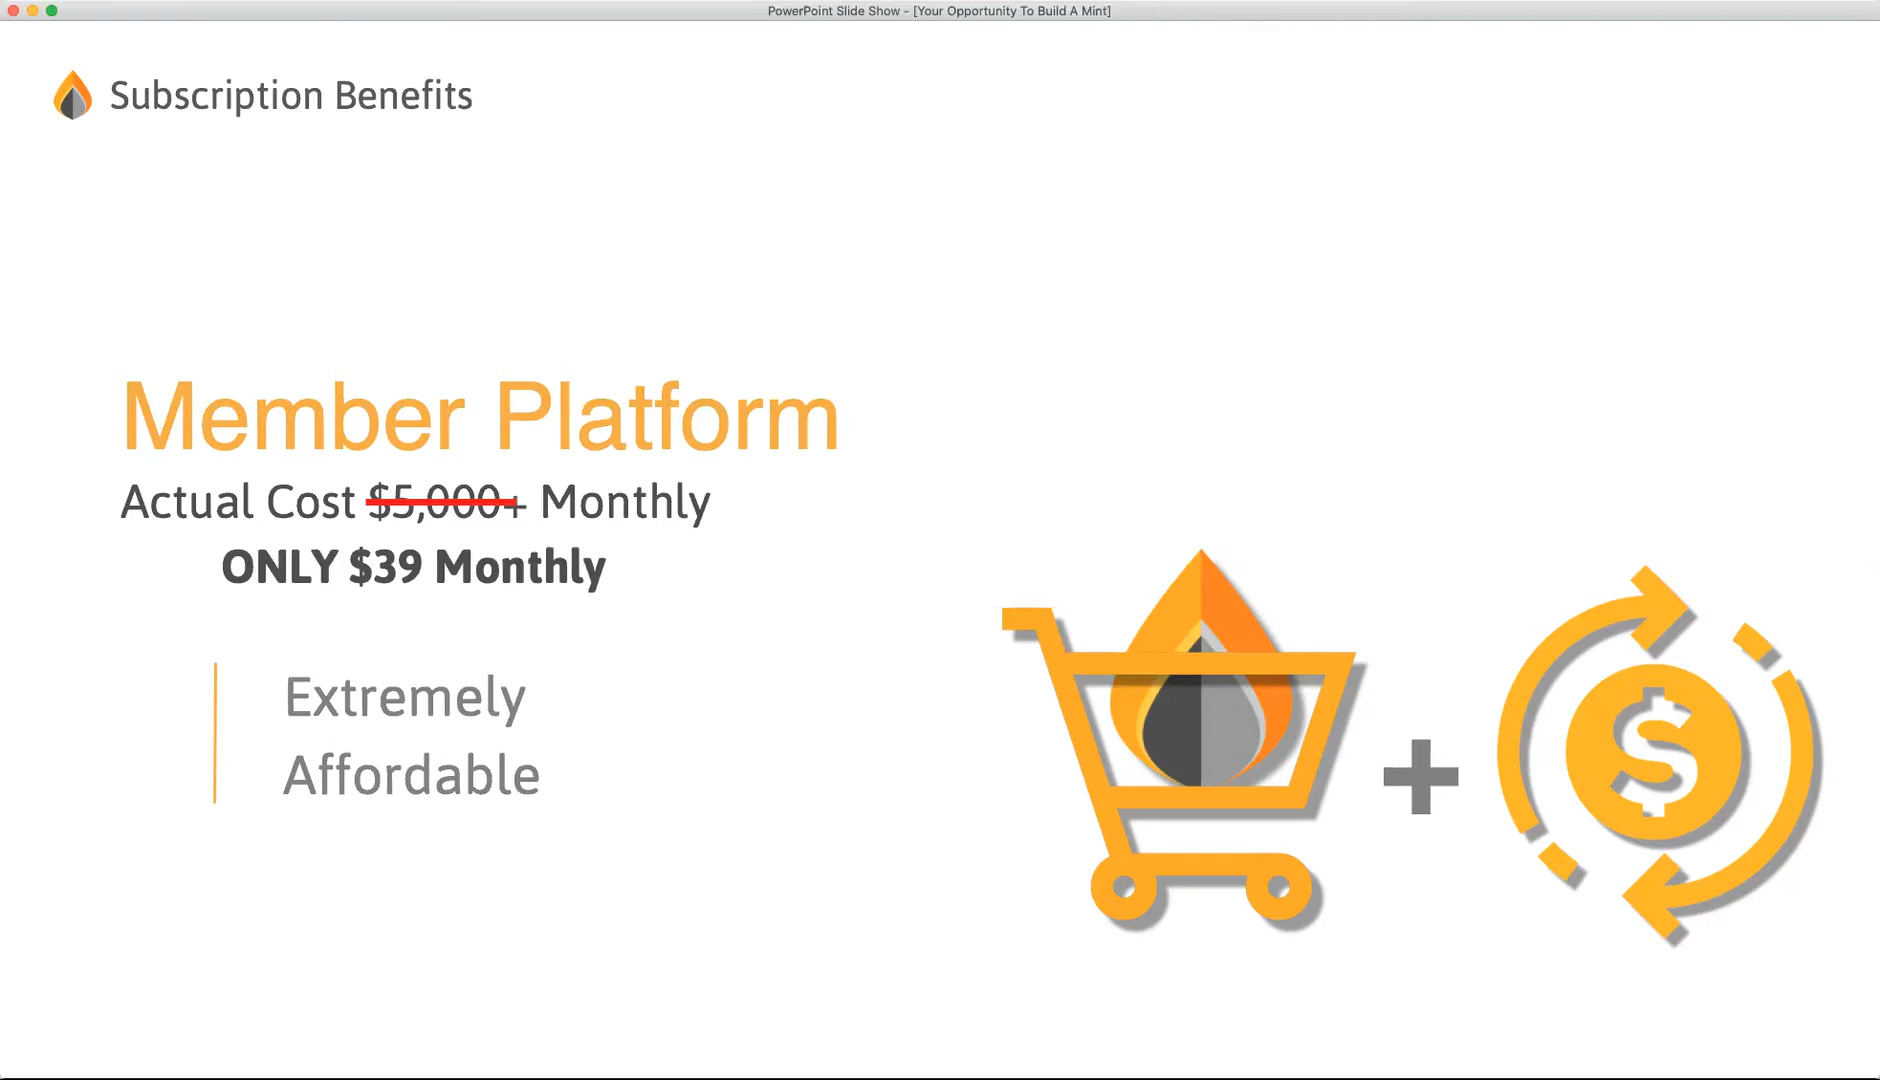 PowerPoint Slide Show - [Your Opportunity To Build A Mint]
Subscription Benefits
Member Platform
Actual Cost $5,000+ Monthly
ONLY $39 Monthly
Extremely
Affordable
+
$